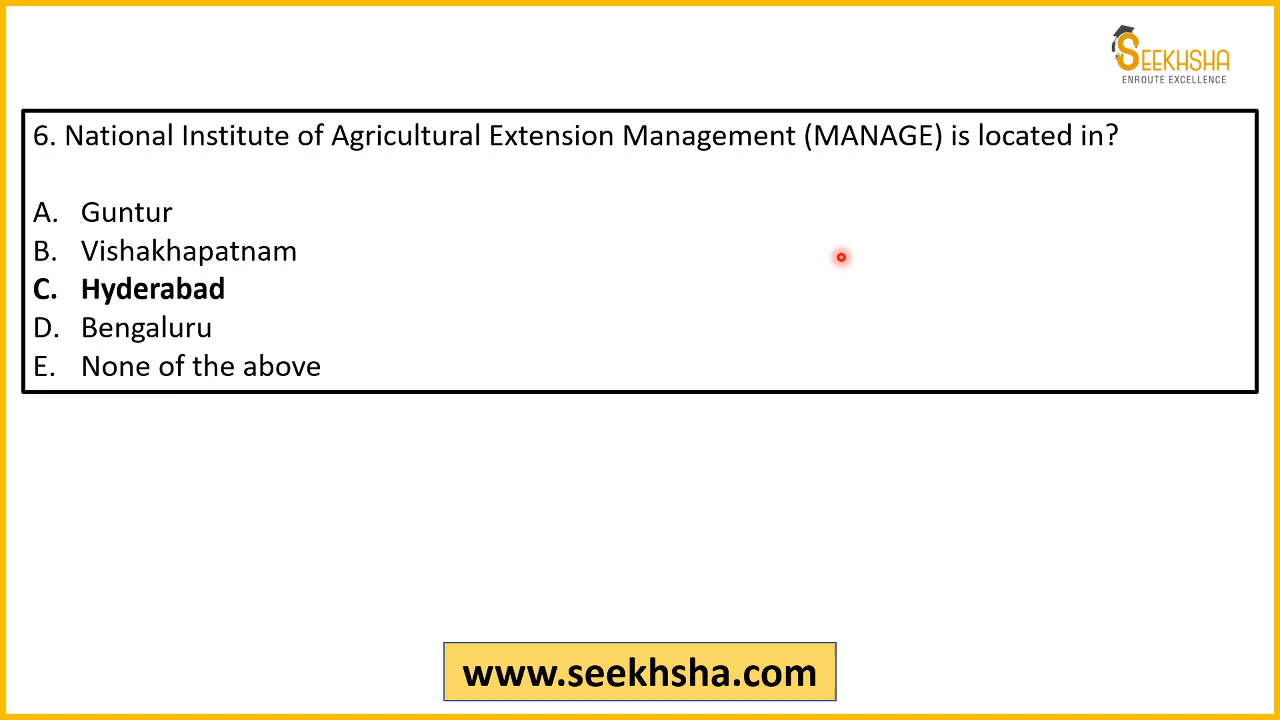 SEEKHSHA
ENROUTE EXCELLENCE
6. National Institute of Agricultural Extension Management (MANAGE) is located in?
A. Guntur
B. Vishakhapatnam
C. Hyderabad
D. Bengaluru
E. None of the above
www.seekhsha.com